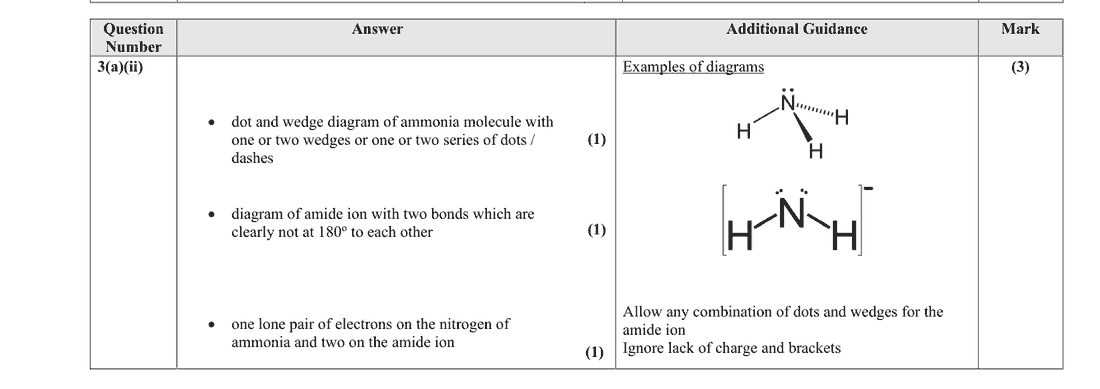 Question Number
Answer
Additional Guidance
Mark
3(a)(ii)
• dot and wedge diagram of ammonia molecule with
one or two wedges or one or two series of dots /
dashes
(1)
• diagram of amide ion with two bonds which are
clearly not at 180º to each other
(1)
• one lone pair of electrons on the nitrogen of
ammonia and two on the amide ion
(1)
Examples of diagrams
N
H
H
H
[H N H]⁻
Allow any combination of dots and wedges for the
amide ion
Ignore lack of charge and brackets
(3)